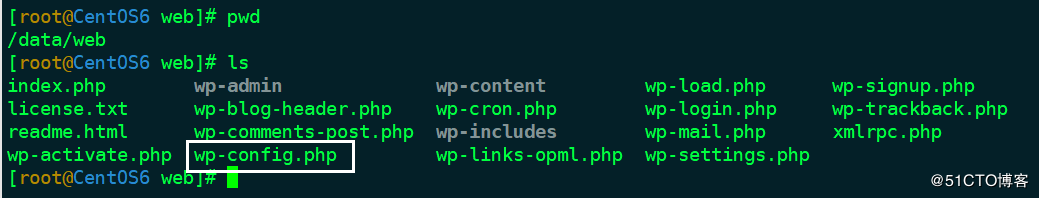 [root@CentOS6 web]# pwd
/data/web
[root@CentOS6 web]# ls
index.php wp-admin wp-content wp-load.php wp-signup.php
license.txt wp-blog-header.php wp-cron.php wp-login.php wp-trackback.php
readme.html wp-comments-post.php wp-includes wp-mail.php xmlrpc.php
wp-activate.php wp-config.php wp-links-opml.php wp-settings.php
[root@CentOS6 web]#
@51CTO博客